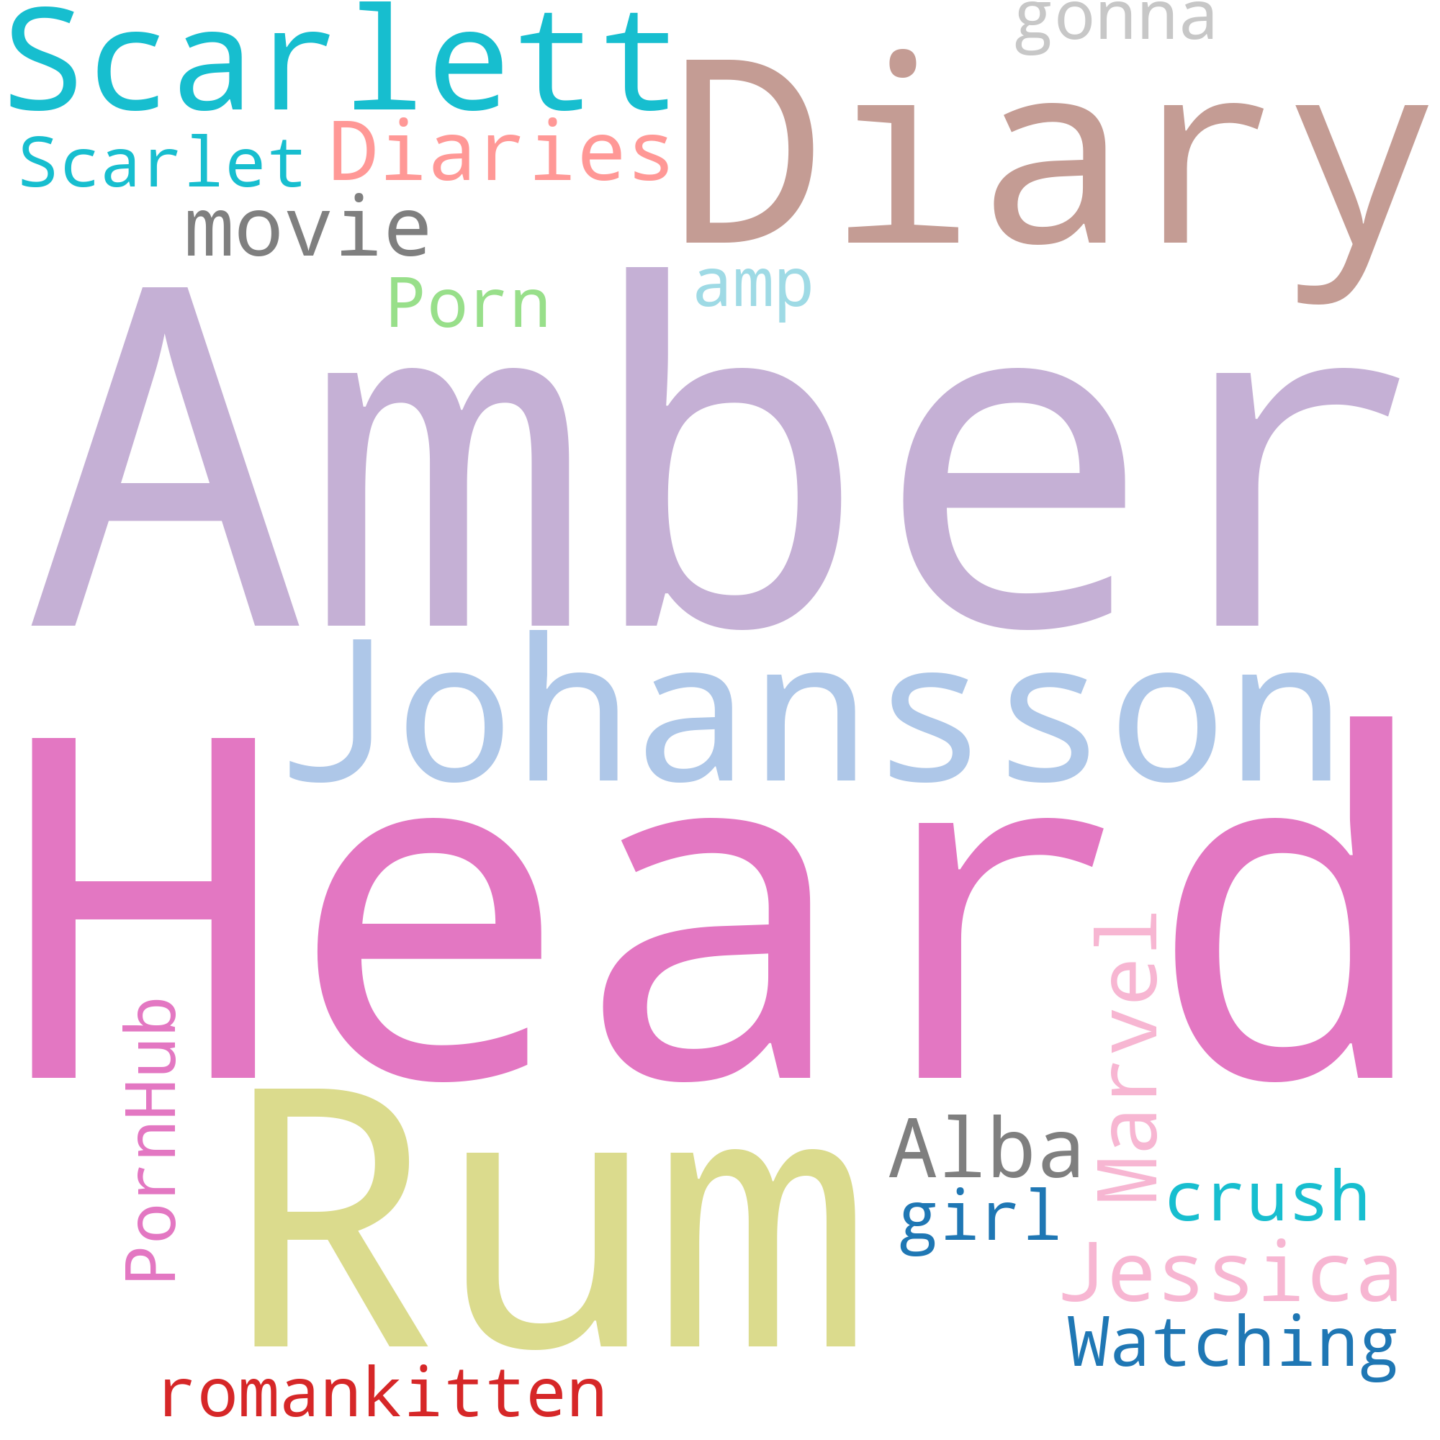 Scarlett
gonna
Diary
Scarlet
Diaries
movie
Porn
amp
Amber
Johansson
Heard
Marvel
PornHub
Rum
Alba
crush
girl
Jessica
Watching
romankitten